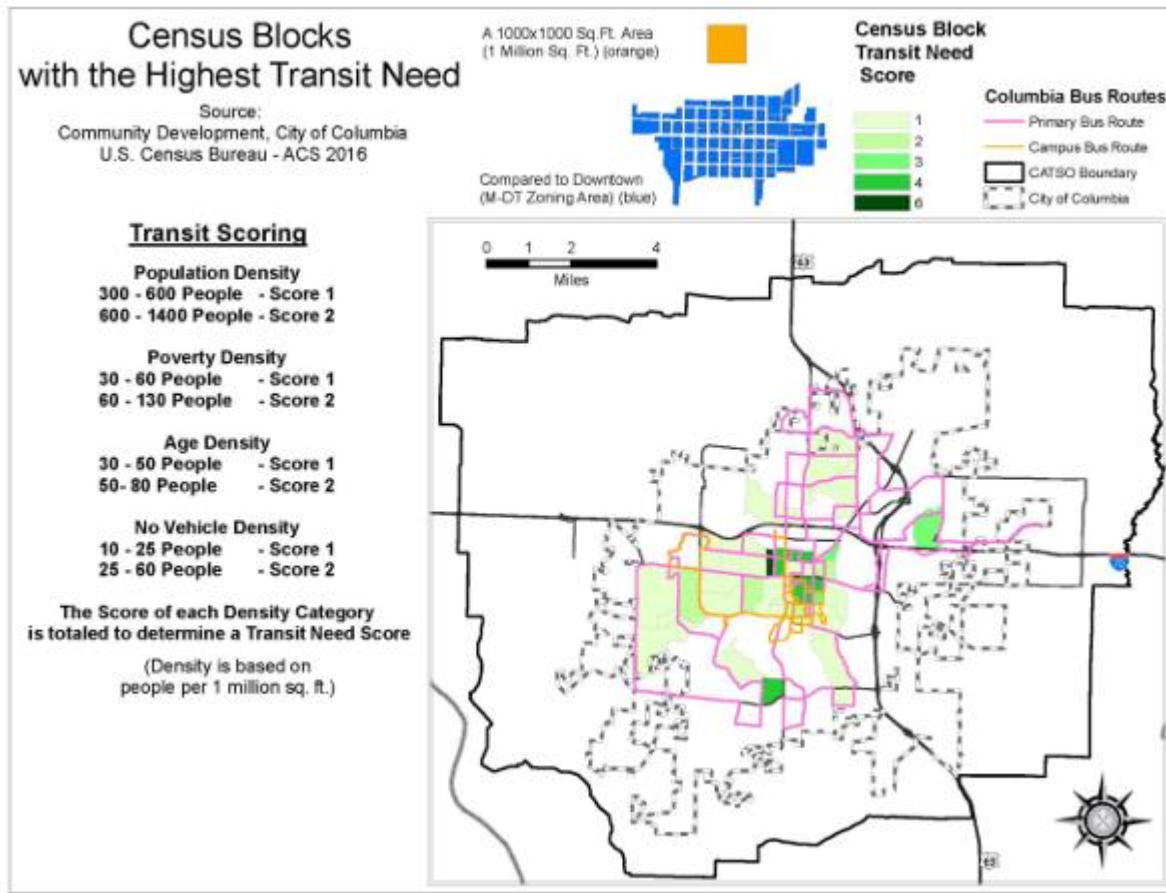 Census Blocks
with the Highest Transit Need
Source:
Community Development, City of Columbia
U.S. Census Bureau - ACS 2016
A 1000x1000 Sq.Ft. Area
(1 Million Sq. Ft.) (orange)
Compared to Downtown
(M-DT Zoning Area) (blue)
Census Block
Transit Need
Score
1
2
3
4
6
Columbia Bus Routes
Primary Bus Route
Campus Bus Route
CATSO Boundary
City of Columbia
Transit Scoring
Population Density
300 - 600 People - Score 1
600 - 1400 People - Score 2
Poverty Density
30 - 60 People - Score 1
60 - 130 People - Score 2
Age Density
30 - 50 People - Score 1
50- 80 People - Score 2
No Vehicle Density
10 - 25 People - Score 1
25 - 60 People - Score 2
The Score of each Density Category
is totaled to determine a Transit Need Score
(Density is based on
people per 1 million sq. ft.)
0 1 2 4
Miles
63
63